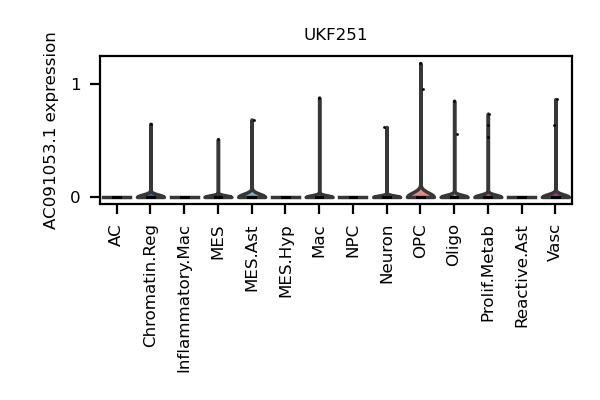 UKF251
AC091053.1 expression
1
0
AC
Chromatin.Reg
Inflammatory.Mac
MES
MES.Ast
MES.Hyp
Mac
NPC
Neuron
OPC
Oligo
Prolif.Metab
Reactive.Ast
Vasc